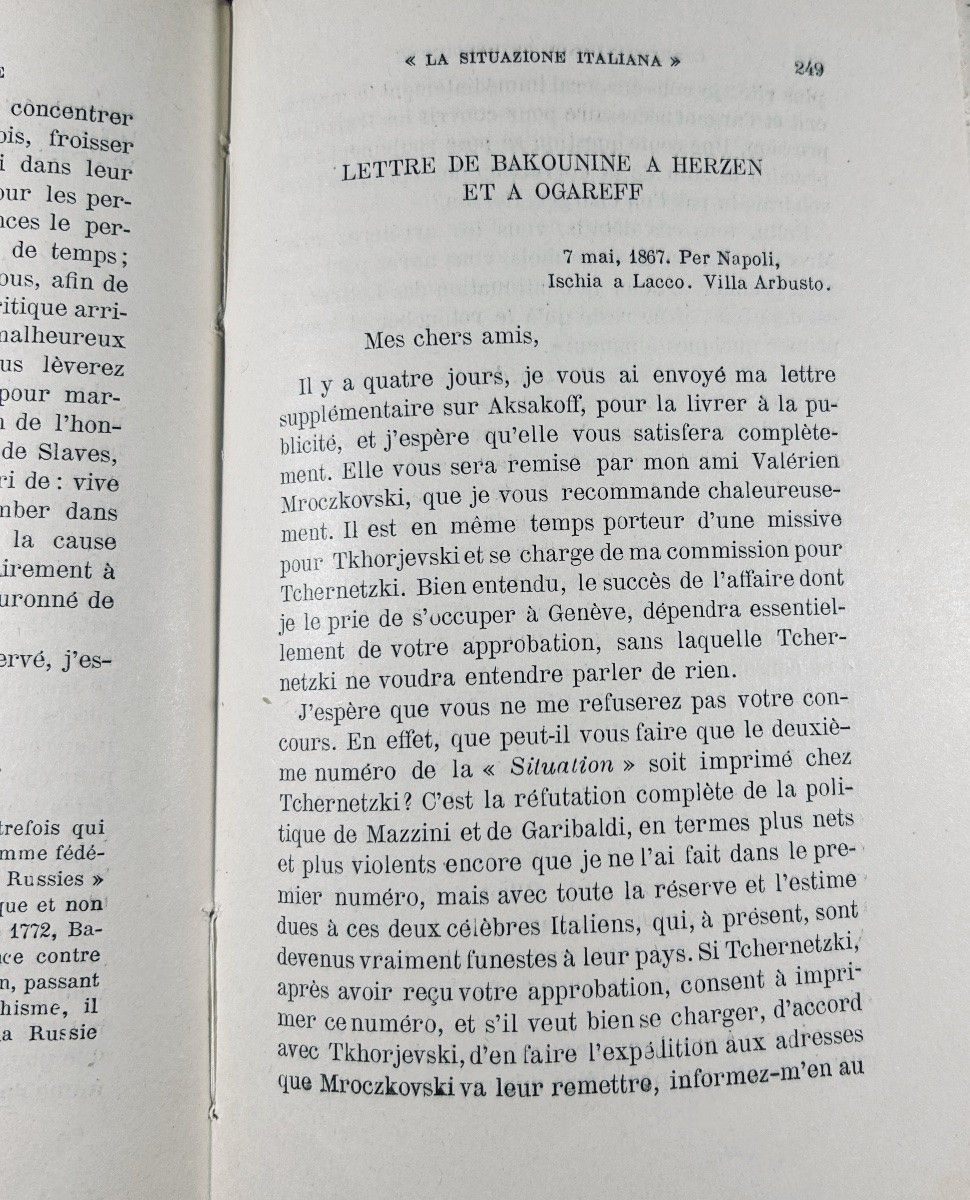 E
concentrer
ois, froisser
i dans leur
our les per-
nces le per-
de temps;
ous, afin de
ritique arri-
nalheureux
us lèverez
pour mar-
n de l'hon-
de Slaves,
ri de : vive
mber dans
la cause
irement à
uronné de
ervé, j'es-
trefois qui
mme fédé-
Russies »
que et non
1772, Ba-
ce contre
n, passant
hisme, il
a Russie
« LA SITUAZIONE ITALIANA » 249
LETTRE DE BAKOUNINE A HERZEN
ET A OGAREFF
7 mai, 1867. Per Napoli,
Ischia a Lacco. Villa Arbusto.
Mes chers amis,
Il y a quatre jours, je vous ai envoyé ma lettre
supplémentaire sur Aksakoff, pour la livrer à la pu-
blicité, et j'espère qu'elle vous satisfera complète-
ment. Elle vous sera remise par mon ami Valérien
Mroczkovski, que je vous recommande chaleureuse-
ment. Il est en même temps porteur d'une missive
pour Tkhorjevski et se charge de ma commission pour
Tchernetzki. Bien entendu, le succès de l'affaire dont
je le prie de s'occuper à Genève, dépendra essentiel-
lement de votre approbation, sans laquelle Tcher-
netzki ne voudra entendre parler de rien.
J'espère que vous ne me refuserez pas votre con-
cours. En effet, que peut-il vous faire que le deuxiè-
me numéro de la « Situation » soit imprimé chez
Tchernetzki? C'est la réfutation complète de la poli-
tique de Mazzini et de Garibaldi, en termes plus nets
et plus violents encore que je ne l'ai fait dans le pre-
mier numéro, mais avec toute la réserve et l'estime
dues à ces deux célèbres Italiens, qui, à présent, sont
devenus vraiment funestes à leur pays. Si Tchernetzki,
après avoir reçu votre approbation, consent à impri-
mer ce numéro, et s'il veut bien se charger, d'accord
avec Tkhorjevski, d'en faire l'expédition aux adresses
que Mroczkovski va leur remettre, informez-m'en au